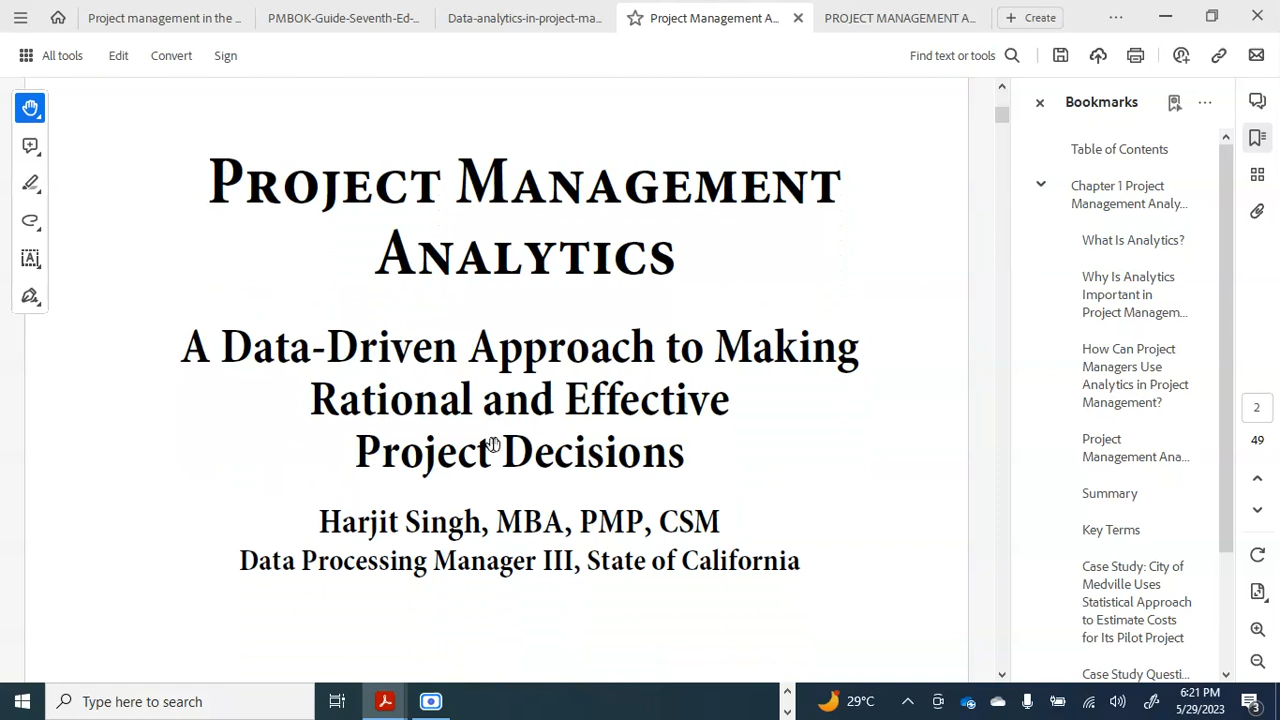 Project management in the ...
PMBOK-Guide-Seventh-Ed-...
Data-analytics-in-project-ma...
Project Management A...
PROJECT MANAGEMENT A...
Create
All tools
Edit
Convert
Sign
Find text or tools
PROJECT MANAGEMENT
ANALYTICS
A Data-Driven Approach to Making
Rational and Effective
Project Decisions
Harjit Singh, MBA, PMP, CSM
Data Processing Manager III, State of California
Bookmarks
Table of Contents
Chapter 1 Project
Management Analy...
What Is Analytics?
Why Is Analytics
Important in
Project Managem...
How Can Project
Managers Use
Analytics in Project
Management?
Project
Management Ana...
Summary
Key Terms
Case Study: City of
Medville Uses
Statistical Approach
to Estimate Costs
for Its Pilot Project
Case Study Questi...
2
49
Type here to search
29°C
6:21 PM
5/29/2023
3